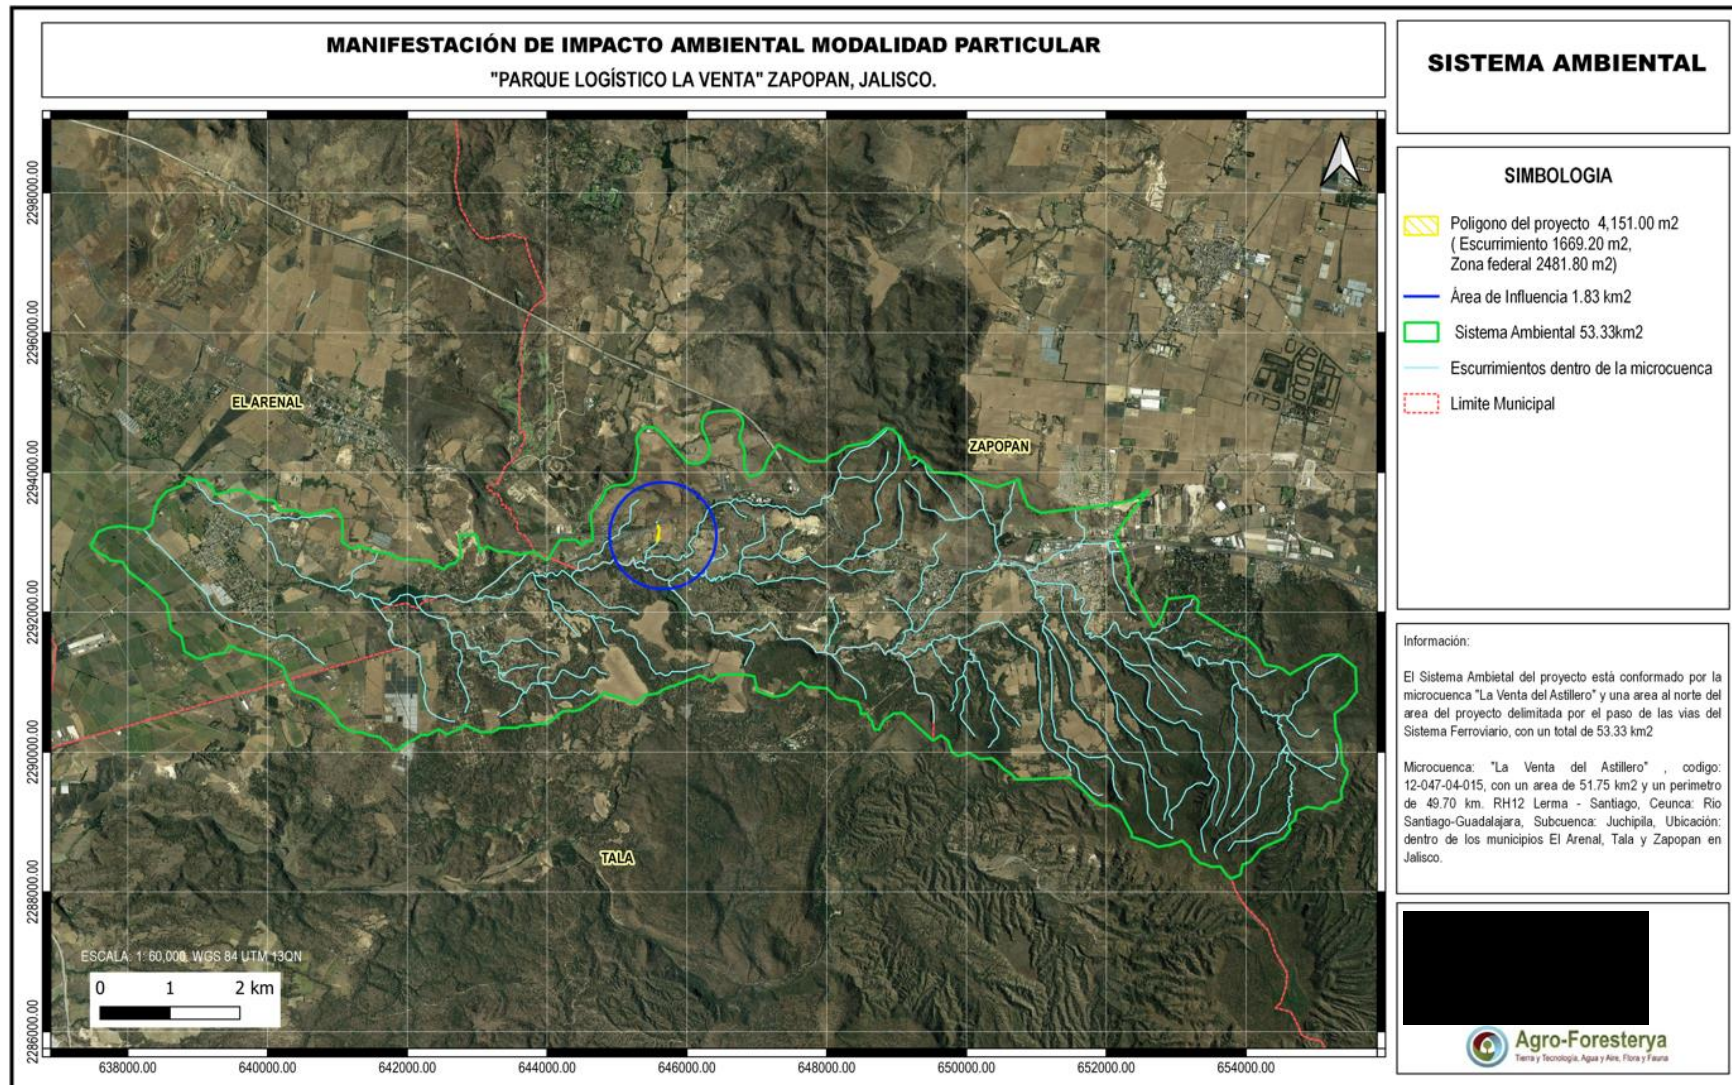 MANIFESTACIÓN DE IMPACTO AMBIENTAL MODALIDAD PARTICULAR
"PARQUE LOGÍSTICO LA VENTA" ZAPOPAN, JALISCO.
SISTEMA AMBIENTAL
SIMBOLOGIA
Poligono del proyecto 4,151.00 m2
( Escurrimiento 1669.20 m2,
Zona federal 2481.80 m2)
Área de Influencia 1.83 km2
Sistema Ambiental 53.33km2
Escurrimientos dentro de la microcuenca
Limite Municipal
Información:
El Sistema Ambietal del proyecto está conformado por la
microcuenca "La Venta del Astillero" y una area al norte del
area del proyecto delimitada por el paso de las vias del
Sistema Ferroviario, con un total de 53.33 km2
Microcuenca: "La Venta del Astillero" , codigo:
12-047-04-015, con un area de 51.75 km2 y un perimetro
de 49.70 km. RH12 Lerma - Santiago, Ceunca: Rio
Santiago-Guadalajara, Subcuenca: Juchipila, Ubicación:
dentro de los municipios El Arenal, Tala y Zapopan en
Jalisco.
Agro-Foresterya
Tierra y Tecnología, Agua y Aire, Flora y Fauna
EL ARENAL
ZAPOPAN
TALA
2298000.00
2296000.00
2294000.00
2292000.00
2290000.00
2288000.00
2286000.00
ESCALA: 1: 60,000. WGS 84 UTM 13QN
0 1 2 km
638000.00 640000.00 642000.00 644000.00 646000.00 648000.00 650000.00 652000.00 654000.00